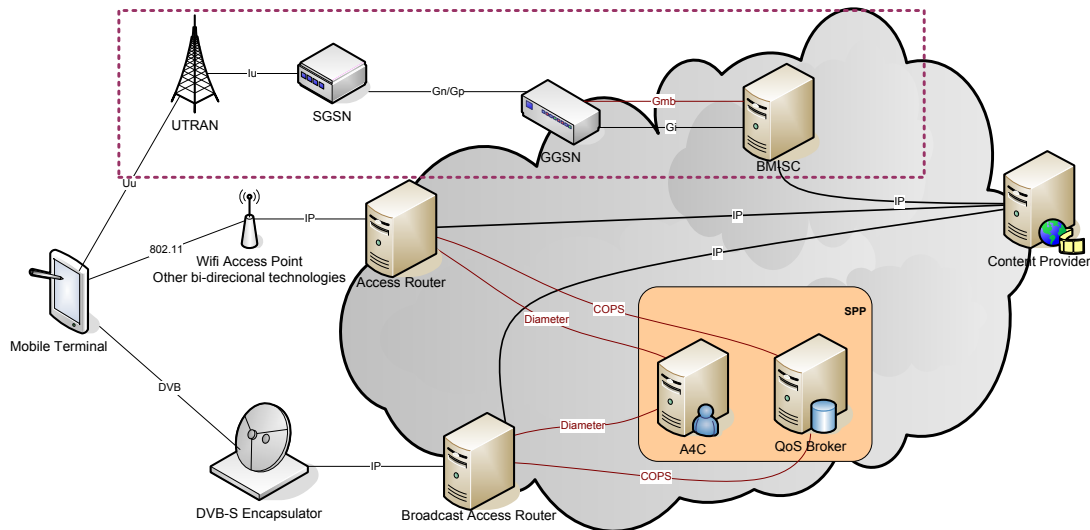 Iu
UTRAN
SGSN
Gn/Gp
GGSN
Gmb
Gi
BM-SC
Uu
802.11
IP
Wifi Access Point
Other bi-direcional technologies
Access Router
IP
IP
IP
Content Provider
Mobile Terminal
Diameter
COPS
SPP
A4C
QoS Broker
DVB
Diameter
COPS
IP
DVB-S Encapsulator
Broadcast Access Router